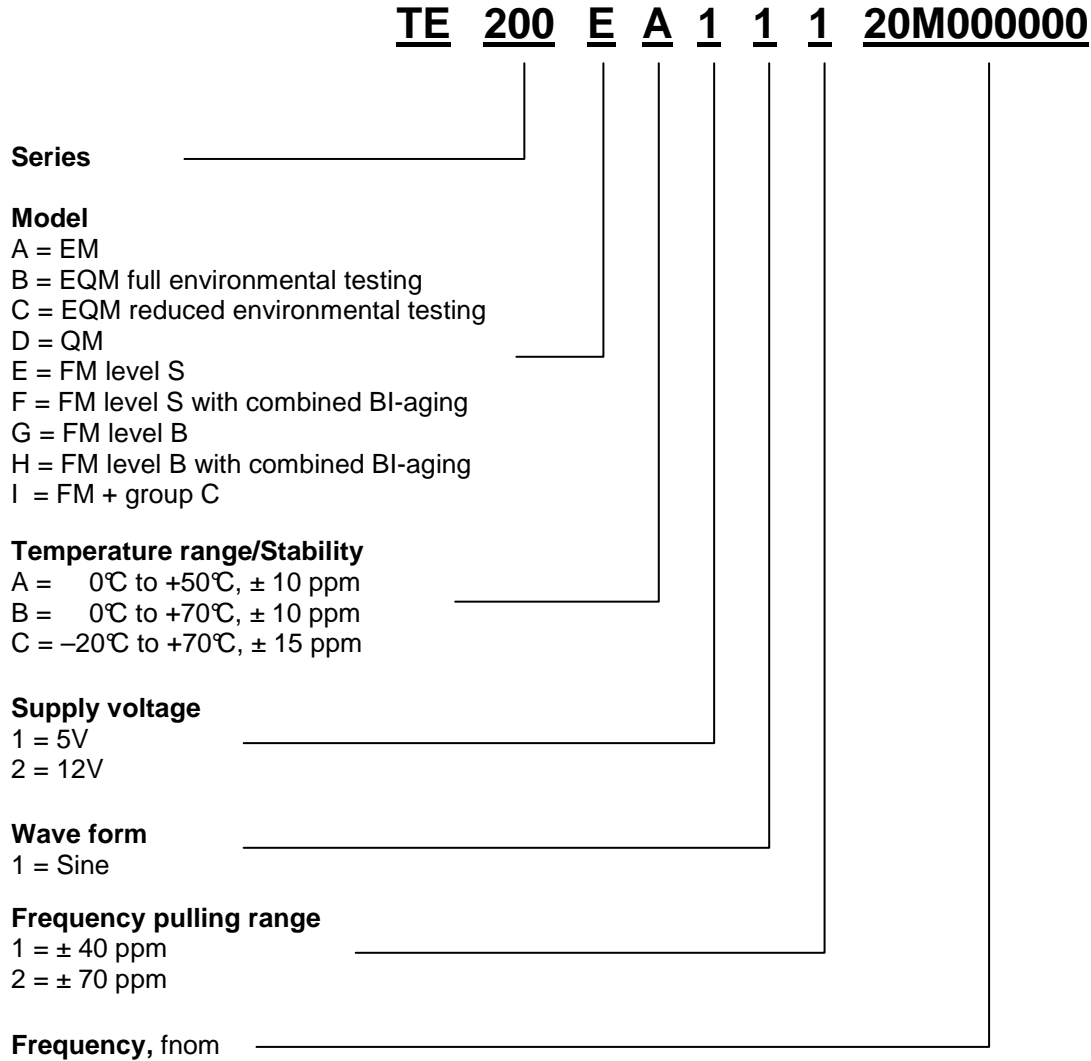 TE 200 E A 1 1 1 20M000000
Series
Model
A = EM
B = EQM full environmental testing
C = EQM reduced environmental testing
D = QM
E = FM level S
F = FM level S with combined BI-aging
G = FM level B
H = FM level B with combined BI-aging
I = FM + group C
Temperature range/Stability
A = 0℃ to +50℃, ± 10 ppm
B = 0℃ to +70℃, ± 10 ppm
C = –20℃ to +70℃, ± 15 ppm
Supply voltage
1 = 5V
2 = 12V
Wave form
1 = Sine
Frequency pulling range
1 = ± 40 ppm
2 = ± 70 ppm
Frequency, fnom